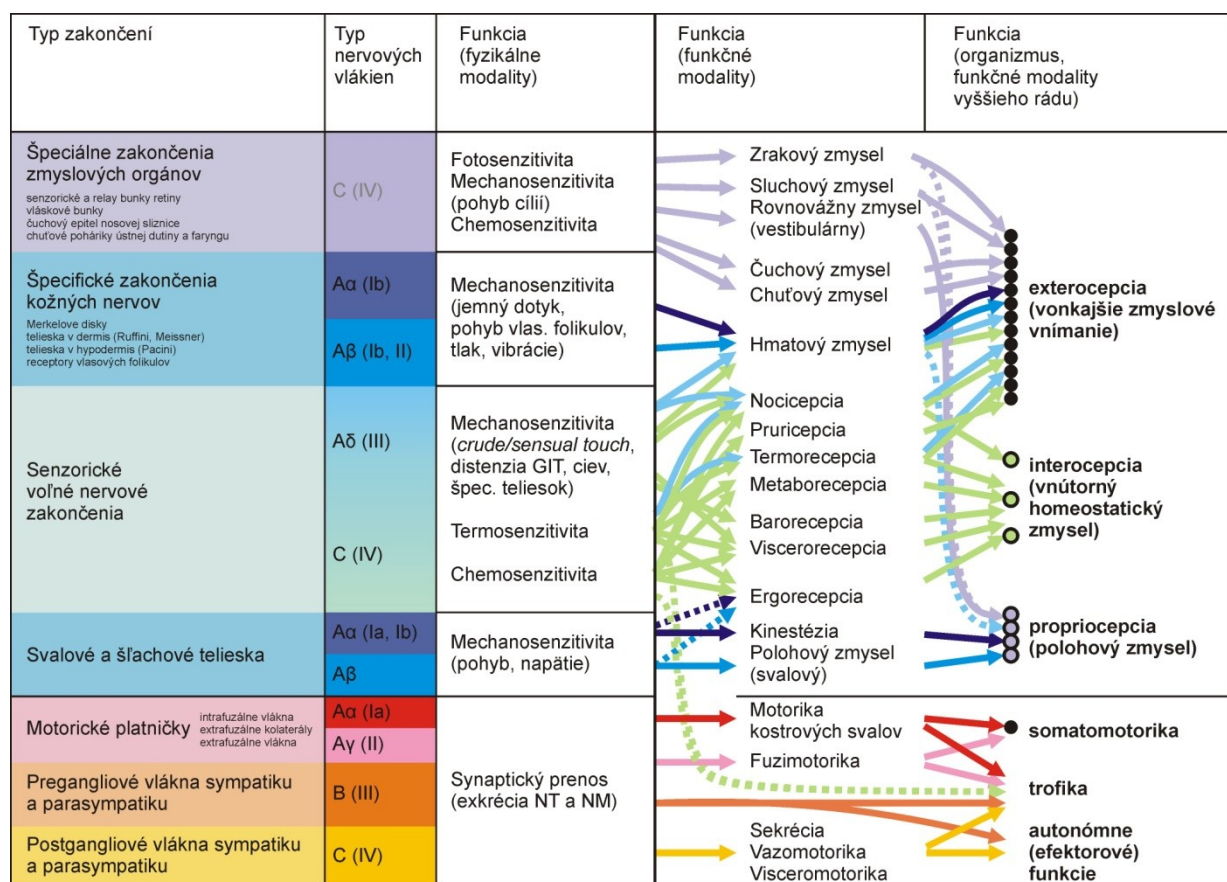 Typ zakončení
Typ
nervových
vlákien
Funkcia
(fyzikálne
modality)
Funkcia
(funkčné
modality)
Funkcia
(organizmus,
funkčné modality
vyššieho rádu)
Špeciálne zakončenia
zmyslových orgánov
senzorické a relay bunky retiny
vláskové bunky
čuchový epitel nosovej sliznice
chuťové poháriky ústnej dutiny a faryngu
C (IV)
Fotosenzitivita
Mechanosenzitivita
(pohyb cílií)
Chemosenzitivita
Zrakový zmysel
Sluchový zmysel
Rovnovážny zmysel
(vestibulárny)
Čuchový zmysel
Chuťový zmysel
Špecifické zakončenia
kožných nervov
Merkelove disky
telieska v dermis (Ruffini, Meissner)
telieska v hypodermis (Pacini)
receptory vlasových folikulov
Aα (Ib)
Aβ (Ib, II)
Mechanosenzitivita
(jemný dotyk,
pohyb vlas. folikulov,
tlak, vibrácie)
Hmatový zmysel
exterocepcia
(vonkajšie zmyslové
vnímanie)
Senzorické
voľné nervové
zakončenia
Aδ (III)
C (IV)
Mechanosenzitivita
(crude/sensual touch,
distenzia GIT, ciev,
špec. teliesok)
Termosenzitivita
Chemosenzitivita
Nocicepcia
Pruricepcia
Termorecepcia
Metaborecepcia
Barorecepcia
Viscerorecepcia
Ergorecepcia
interocepcia
(vnútorný
homeostatický
zmysel)
Svalové a šľachové telieska
Aα (Ia, Ib)
Aβ
Mechanosenzitivita
(pohyb, napätie)
Kinestézia
Polohový zmysel
(svalový)
propriocepcia
(polohový zmysel)
Motorické platničky
intrafuzálne vlákna
extrafuzálne kolaterály
extrafuzálne vlákna
Aα (Ia)
Aγ (II)
Synaptický prenos
(exkrécia NT a NM)
Motorika
kostrových svalov
Fuzimotorika
somatomotorika
trofika
Pregangliové vlákna sympatiku
a parasympatiku
B (III)
Postgangliové vlákna sympatiku
a parasympatiku
C (IV)
Sekrécia
Vazomotorika
Visceromotorika
autonómne
(efektorové)
funkcie